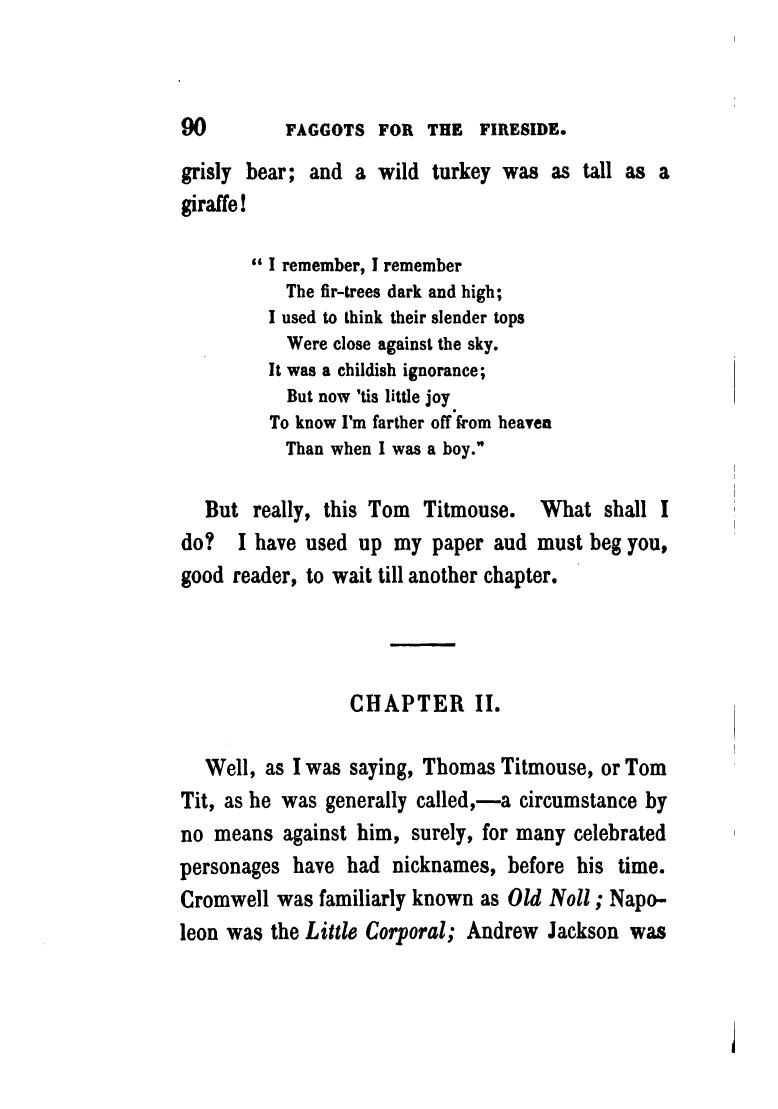 90 FAGGOTS FOR THE FIRESIDE.
grisly bear; and a wild turkey was as tall as a
giraffe!
“ I remember, I remember
The fir-trees dark and high;
I used to think their slender tops
Were close against the sky.
It was a childish ignorance;
But now 'tis little joy
To know I'm farther off from heaven
Than when I was a boy.”
But really, this Tom Titmouse. What shall I
do? I have used up my paper aud must beg you,
good reader, to wait till another chapter.
CHAPTER II.
Well, as I was saying, Thomas Titmouse, or Tom
Tit, as he was generally called,—a circumstance by
no means against him, surely, for many celebrated
personages have had nicknames, before his time.
Cromwell was familiarly known as Old Noll; Napo-
leon was the Little Corporal; Andrew Jackson was